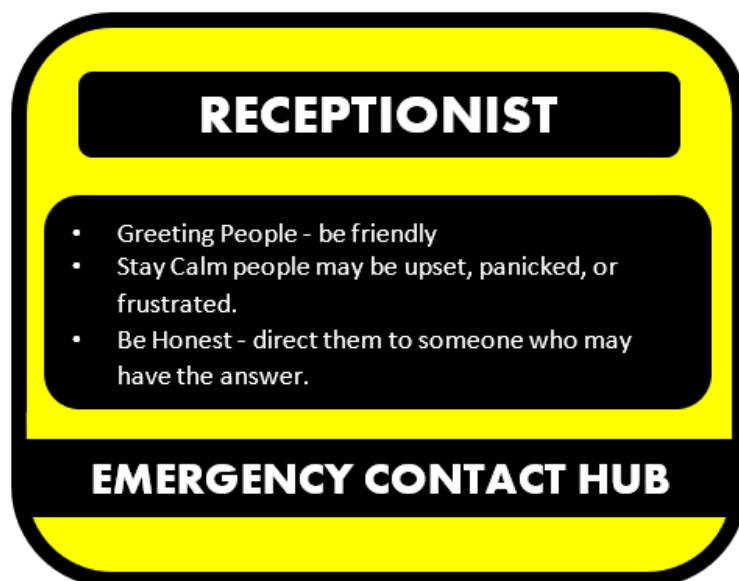 RECEPTIONIST
• Greeting People - be friendly
• Stay Calm people may be upset, panicked, or
frustrated.
• Be Honest - direct them to someone who may
have the answer.
EMERGENCY CONTACT HUB